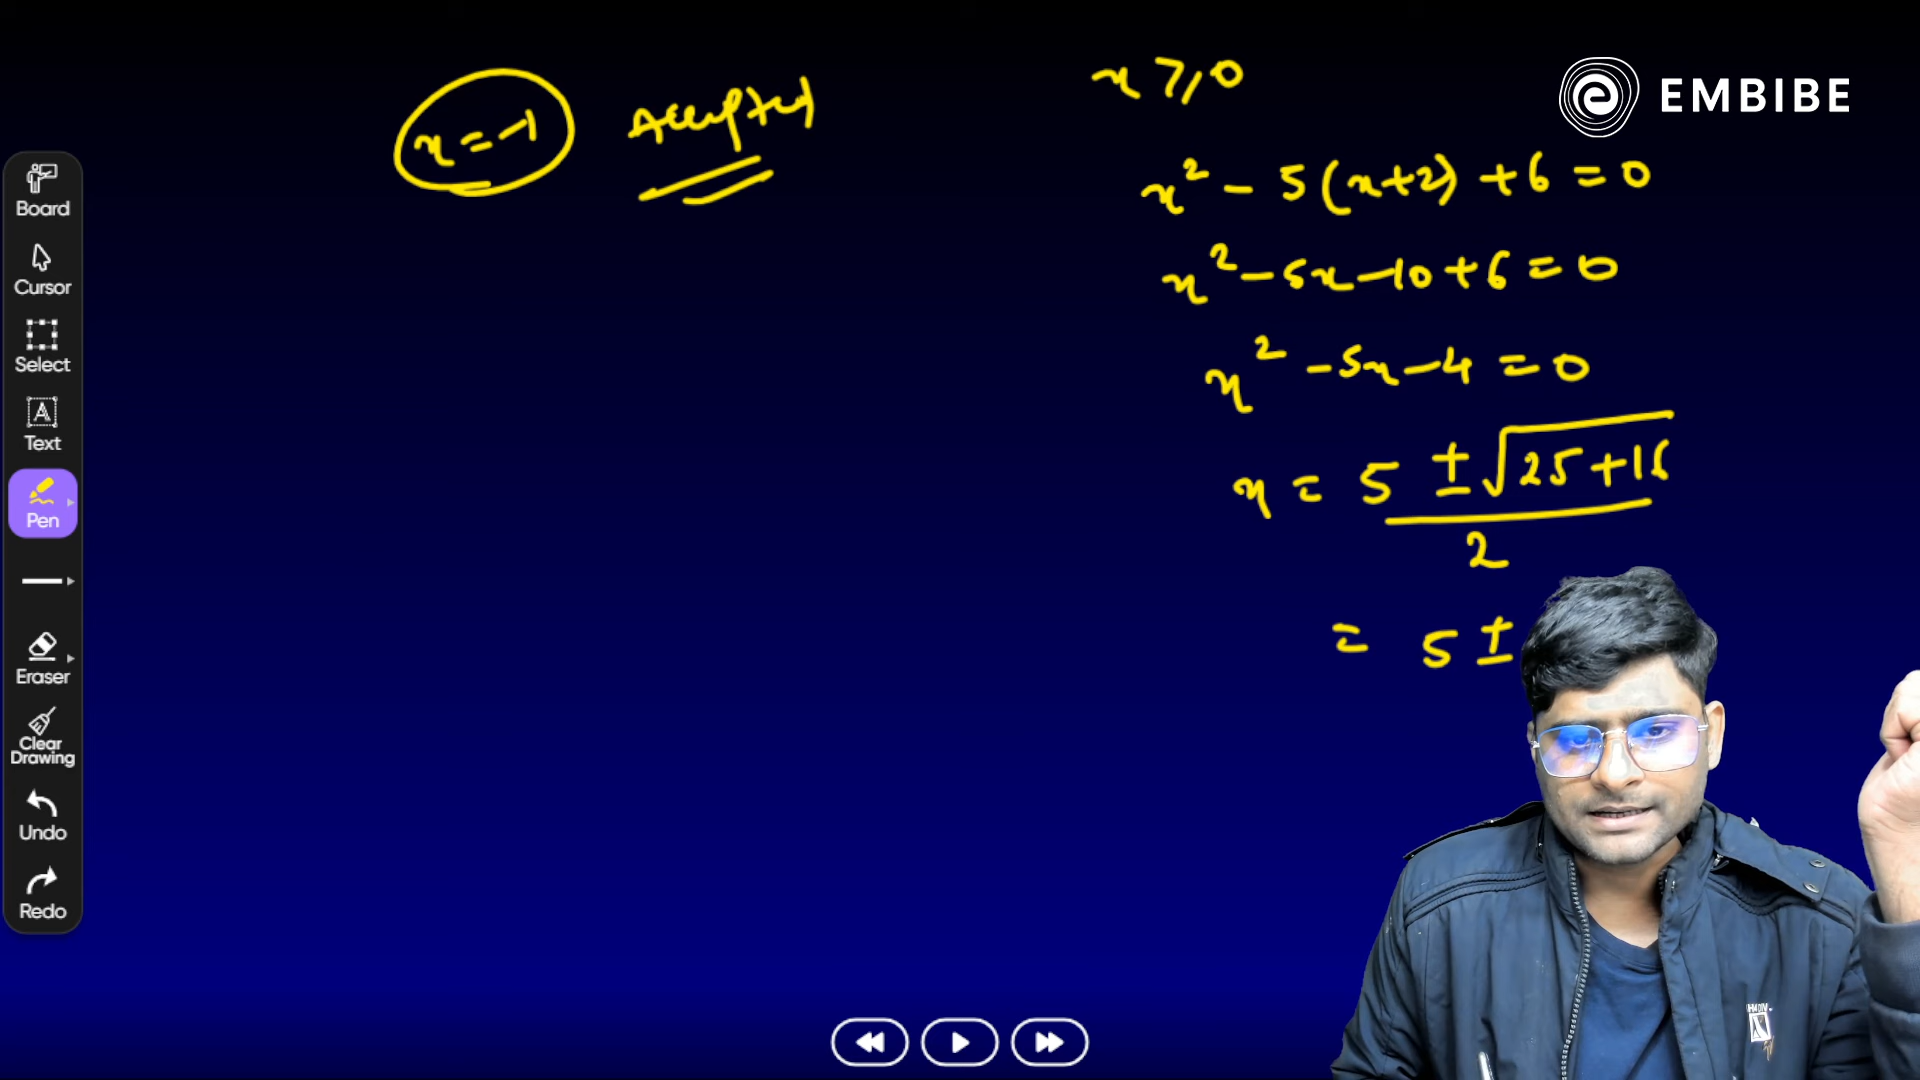 EMBIBE
x = -1 Accepted
x ≥ 0
x² - 5(x+2) + 6 = 0
x² - 5x - 10 + 6 = 0
x² - 5x - 4 = 0
x = 5 ± √25+16
2
= 5 ±
Board
Cursor
Select
Text
Pen
Eraser
Clear
Drawing
Undo
Redo